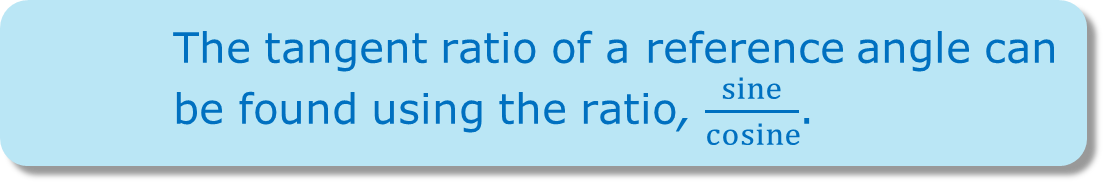 The tangent ratio of a reference angle can
be found using the ratio, sine/cosine.